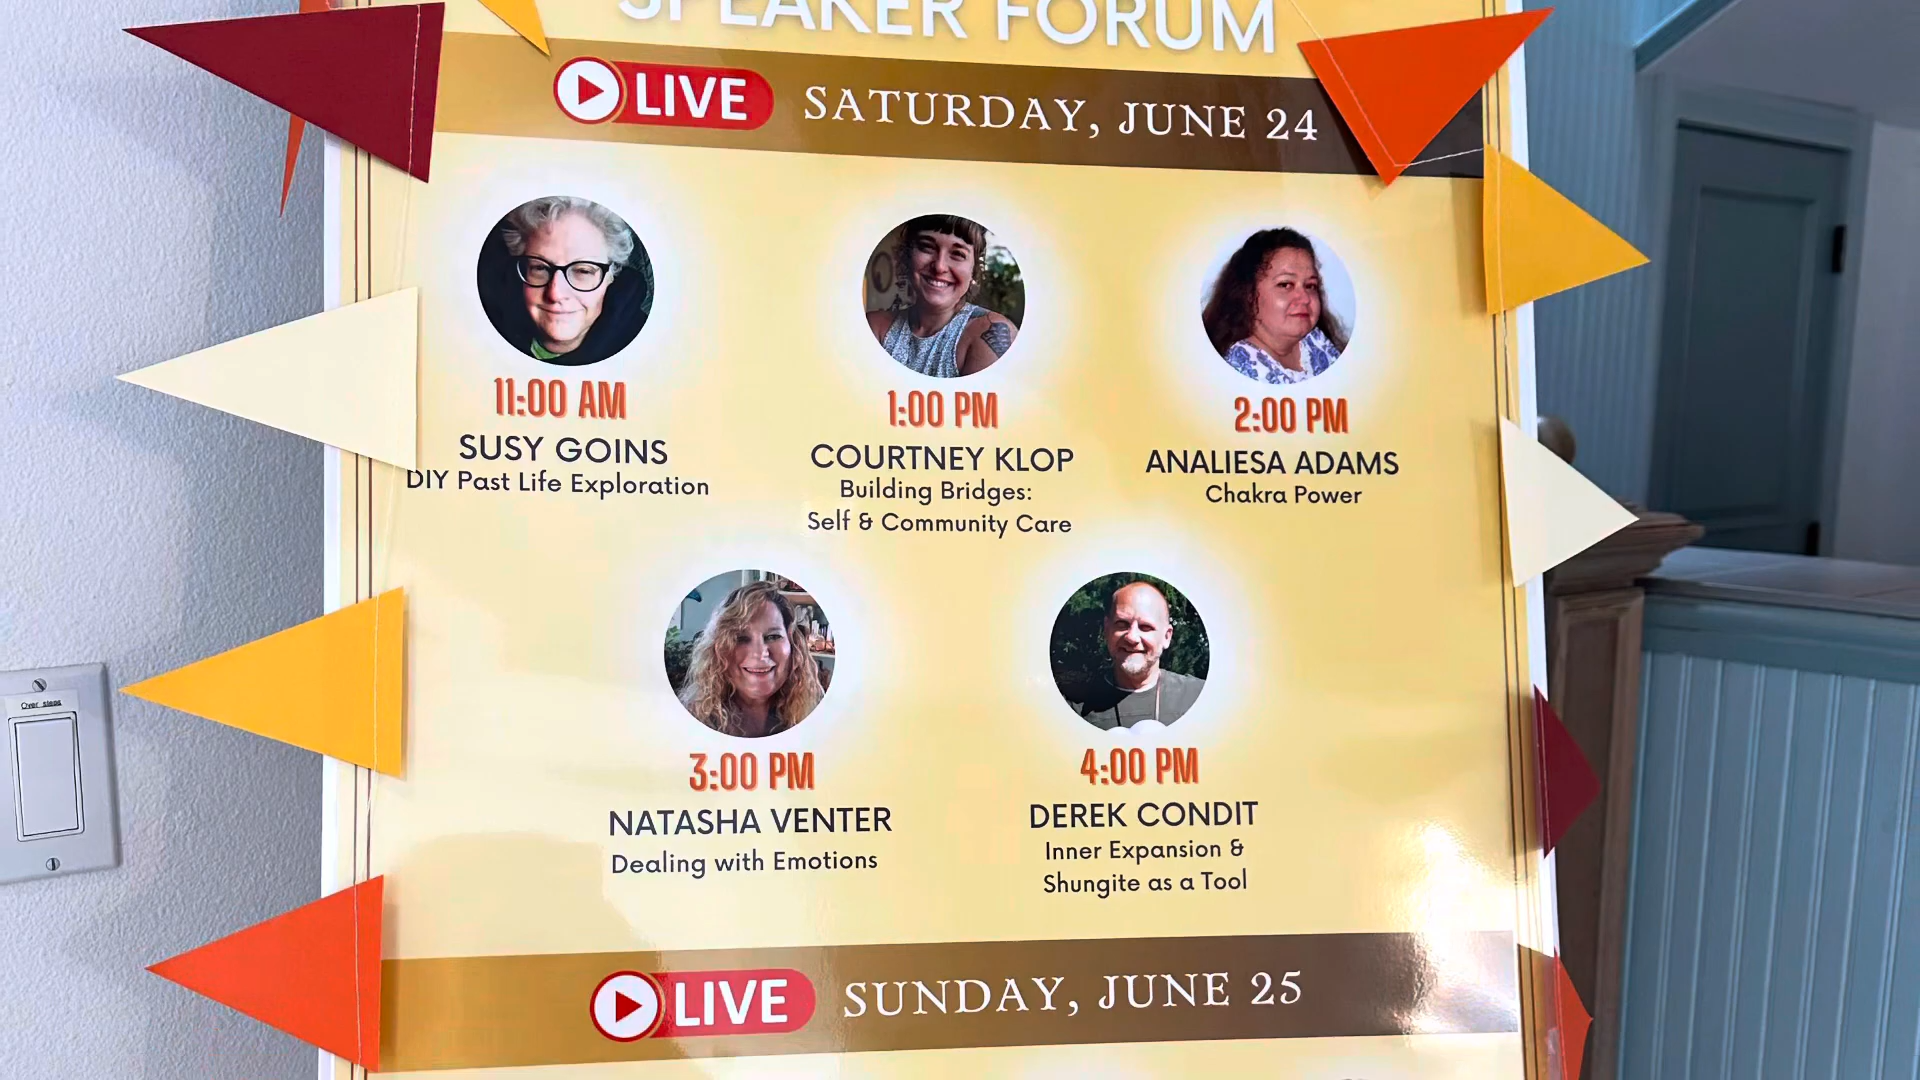 SPEAKER FORUM
LIVE SATURDAY, JUNE 24
11:00 AM
SUSY GOINS
DIY Past Life Exploration
1:00 PM
COURTNEY KLOP
Building Bridges:
Self & Community Care
2:00 PM
ANALIESA ADAMS
Chakra Power
3:00 PM
NATASHA VENTER
Dealing with Emotions
4:00 PM
DEREK CONDIT
Inner Expansion &
Shungite as a Tool
LIVE SUNDAY, JUNE 25
Over steps